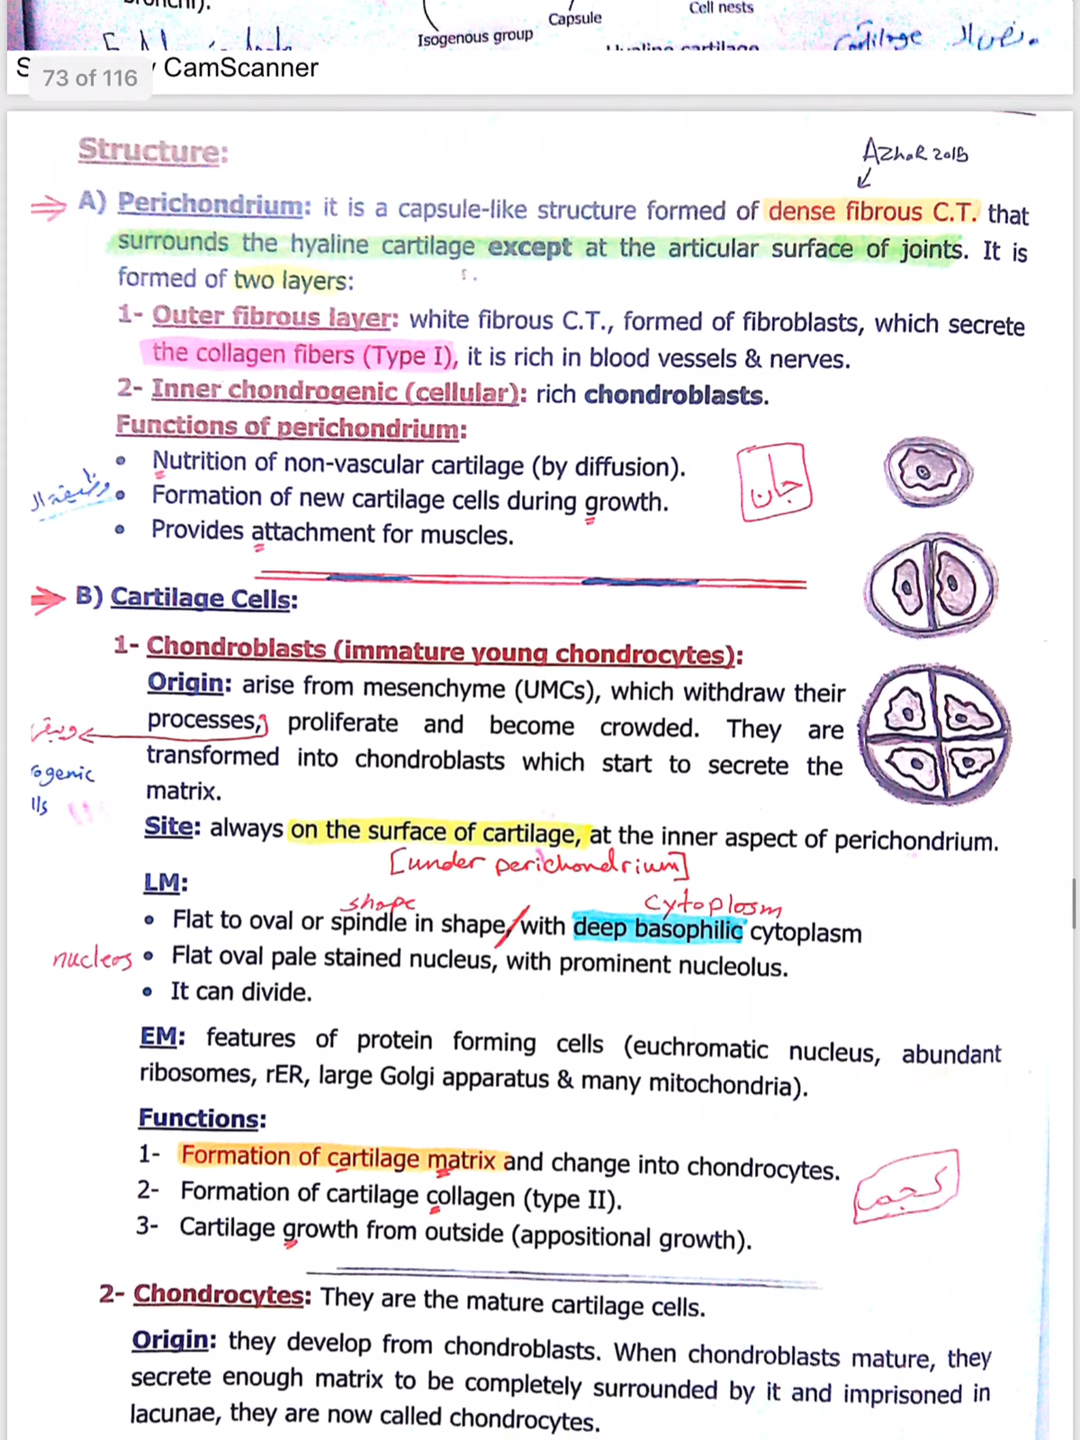 Capsule
Cell nests
Isogenous group
Hyaline cartilage
cartilage
CamScanner
73 of 116
Structure:
AZhaR 2018
A) Perichondrium: it is a capsule-like structure formed of dense fibrous C.T. that
surrounds the hyaline cartilage except at the articular surface of joints. It is
formed of two layers:
1- Outer fibrous layer: white fibrous C.T., formed of fibroblasts, which secrete
the collagen fibers (Type I), it is rich in blood vessels & nerves.
2- Inner chondrogenic (cellular): rich chondroblasts.
Functions of perichondrium:
• Nutrition of non-vascular cartilage (by diffusion).
• Formation of new cartilage cells during growth.
• Provides attachment for muscles.
جان
B) Cartilage Cells:
1- Chondroblasts (immature young chondrocytes):
Origin: arise from mesenchyme (UMCs), which withdraw their
processes, proliferate and become crowded. They are
transformed into chondroblasts which start to secrete the
matrix.
ogenic
Site: always on the surface of cartilage, at the inner aspect of perichondrium.
[under perichondrium]
LM:
shape
cytoplasm
• Flat to oval or spindle in shape/with deep basophilic cytoplasm
nucleos
• Flat oval pale stained nucleus, with prominent nucleolus.
• It can divide.
EM: features of protein forming cells (euchromatic nucleus, abundant
ribosomes, rER, large Golgi apparatus & many mitochondria).
Functions:
1- Formation of cartilage matrix and change into chondrocytes.
2- Formation of cartilage collagen (type II).
3- Cartilage growth from outside (appositional growth).
2- Chondrocytes: They are the mature cartilage cells.
Origin: they develop from chondroblasts. When chondroblasts mature, they
secrete enough matrix to be completely surrounded by it and imprisoned in
lacunae, they are now called chondrocytes.